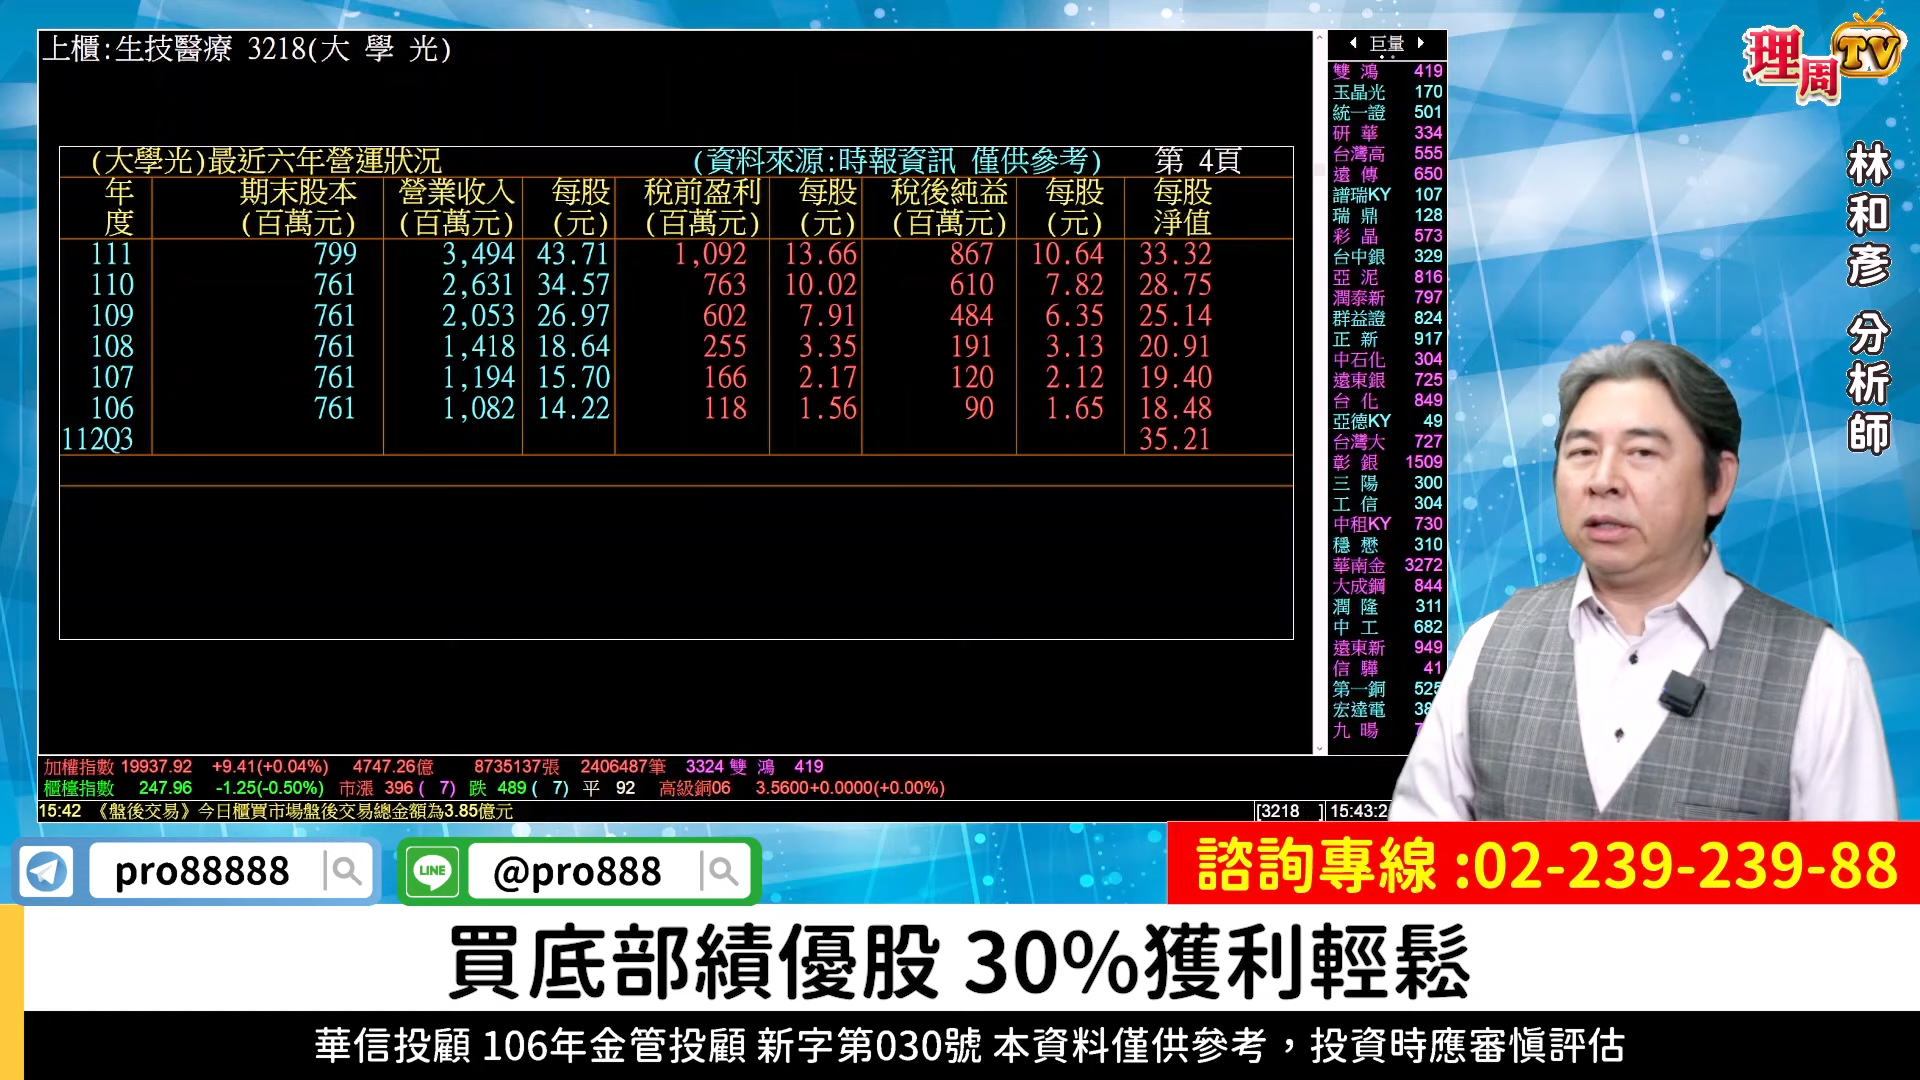 上櫃:生技醫療 3218(大 學 光)
(大學光)最近六年營運狀況 (資料來源:時報資訊 僅供參考) 第 4頁
年度 期末股本(百萬元) 營業收入(百萬元) 每股(元) 稅前盈利(百萬元) 每股(元) 稅後純益(百萬元) 每股(元) 每股淨值
111 799 3,494 43.71 1,092 13.66 867 10.64 33.32
110 761 2,631 34.57 763 10.02 610 7.82 28.75
109 761 2,053 26.97 602 7.91 484 6.35 25.14
108 761 1,418 18.64 255 3.35 191 3.13 20.91
107 761 1,194 15.70 166 2.17 120 2.12 19.40
106 761 1,082 14.22 118 1.56 90 1.65 18.48
112Q3 35.21
巨量
雙 鴻 419
玉晶光 170
統一證 501
研 華 334
台灣高 555
遠 傳 650
譜瑞KY 107
瑞 鼎 128
彩 晶 573
台中銀 329
亞 泥 816
潤泰新 797
群益證 824
正 新 917
中石化 304
遠東銀 725
台 化 849
亞德KY 49
台灣大 727
彰 銀 1509
三 陽 300
工 信 304
中租KY 730
穩 懋 310
華南金 3272
大成鋼 844
潤 隆 311
中 工 682
遠東新 949
信 驊 41
第一銅 525
宏達電 38
九 暘
加權指數 19937.92 +9.41(+0.04%) 4747.26億 8735137張 2406487筆 3324 雙 鴻 419
櫃檯指數 247.96 -1.25(-0.50%) 市漲 396( 7) 跌 489( 7) 平 92 高級銅06 3.5600+0.0000(+0.00%)
15:42 《盤後交易》今日櫃買市場盤後交易總金額為3.85億元 [3218 ] 15:43:2
理周TV
林和彥 分析師
pro88888
LINE @pro888
諮詢專線 :02-239-239-88
買底部績優股 30%獲利輕鬆
華信投顧 106年金管投顧 新字第030號 本資料僅供參考，投資時應審慎評估